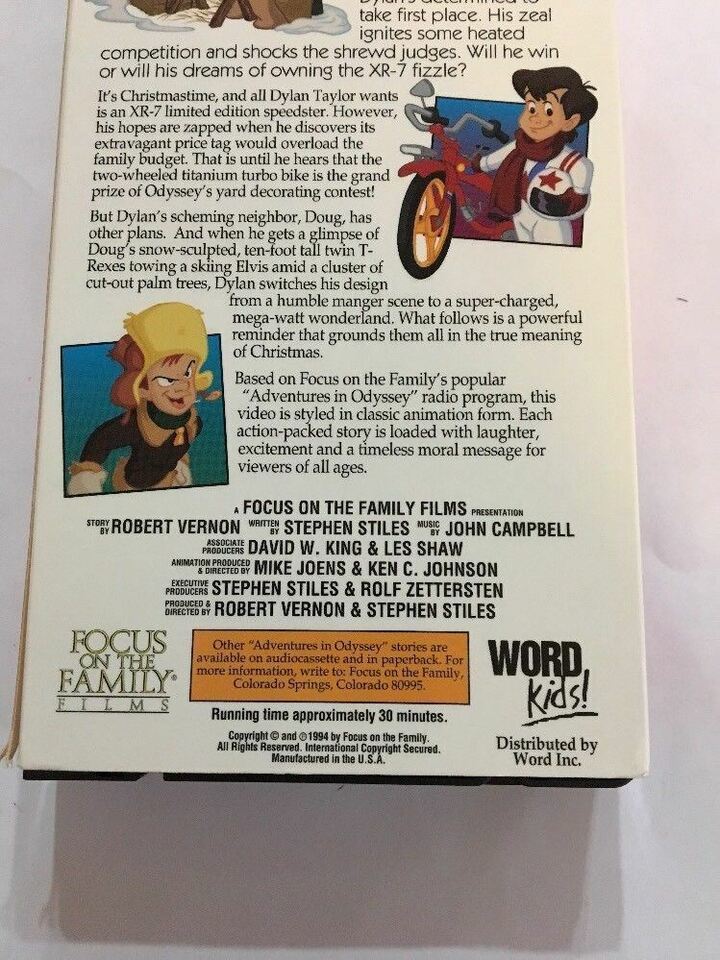 Dylan's determined to
take first place. His zeal
ignites some heated
competition and shocks the shrewd judges. Will he win
or will his dreams of owning the XR-7 fizzle?
It's Christmastime, and all Dylan Taylor wants
is an XR-7 limited edition speedster. However,
his hopes are zapped when he discovers its
extravagant price tag would overload the
family budget. That is until he hears that the
two-wheeled titanium turbo bike is the grand
prize of Odyssey's yard decorating contest!
But Dylan's scheming neighbor, Doug, has
other plans. And when he gets a glimpse of
Doug's snow-sculpted, ten-foot tall twin T-
Rexes towing a skiing Elvis amid a cluster of
cut-out palm trees, Dylan switches his design
from a humble manger scene to a super-charged,
mega-watt wonderland. What follows is a powerful
reminder that grounds them all in the true meaning
of Christmas.
Based on Focus on the Family's popular
"Adventures in Odyssey" radio program, this
video is styled in classic animation form. Each
action-packed story is loaded with laughter,
excitement and a timeless moral message for
viewers of all ages.
A FOCUS ON THE FAMILY FILMS PRESENTATION
STORY BY ROBERT VERNON WRITTEN BY STEPHEN STILES MUSIC BY JOHN CAMPBELL
ASSOCIATE PRODUCERS DAVID W. KING & LES SHAW
ANIMATION PRODUCED & DIRECTED BY MIKE JOENS & KEN C. JOHNSON
EXECUTIVE PRODUCERS STEPHEN STILES & ROLF ZETTERSTEN
PRODUCED & DIRECTED BY ROBERT VERNON & STEPHEN STILES
FOCUS
ON THE
FAMILY®
FILMS
Other "Adventures in Odyssey" stories are
available on audiocassette and in paperback. For
more information, write to: Focus on the Family,
Colorado Springs, Colorado 80995.
Running time approximately 30 minutes.
Copyright © and ℗ 1994 by Focus on the Family.
All Rights Reserved. International Copyright Secured.
Manufactured in the U.S.A.
WORD
Kids!
Distributed by
Word Inc.